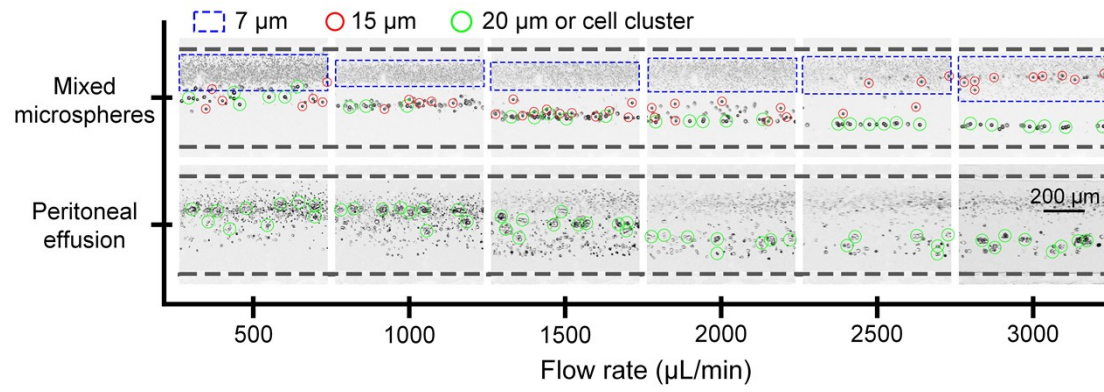 7 μm 15 μm 20 μm or cell cluster
Mixed
microspheres
Peritoneal
effusion
200 μm
500 1000 1500 2000 2500 3000
Flow rate (μL/min)